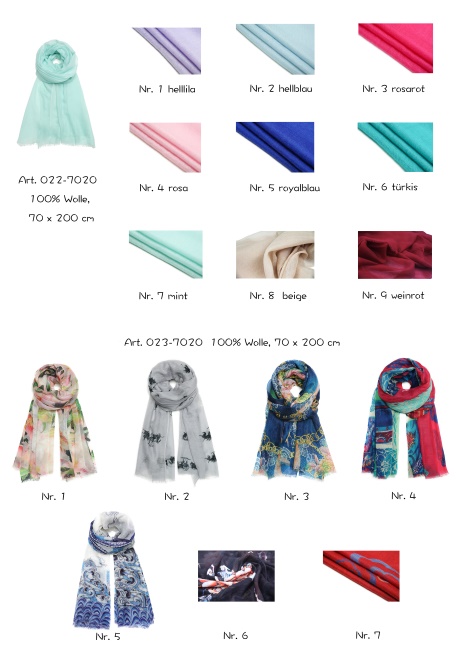 Nr. 1 helllila
Nr. 2 hellblau
Nr. 3 rosarot
Art. 022-7020
100% Wolle,
70 x 200 cm
Nr. 4 rosa
Nr. 5 royalblau
Nr. 6 türkis
Nr. 7 mint
Nr. 8 beige
Nr. 9 weinrot
Art. 023-7020 100% Wolle, 70 x 200 cm
Nr. 1
Nr. 2
Nr. 3
Nr. 4
Nr. 5
Nr. 6
Nr. 7